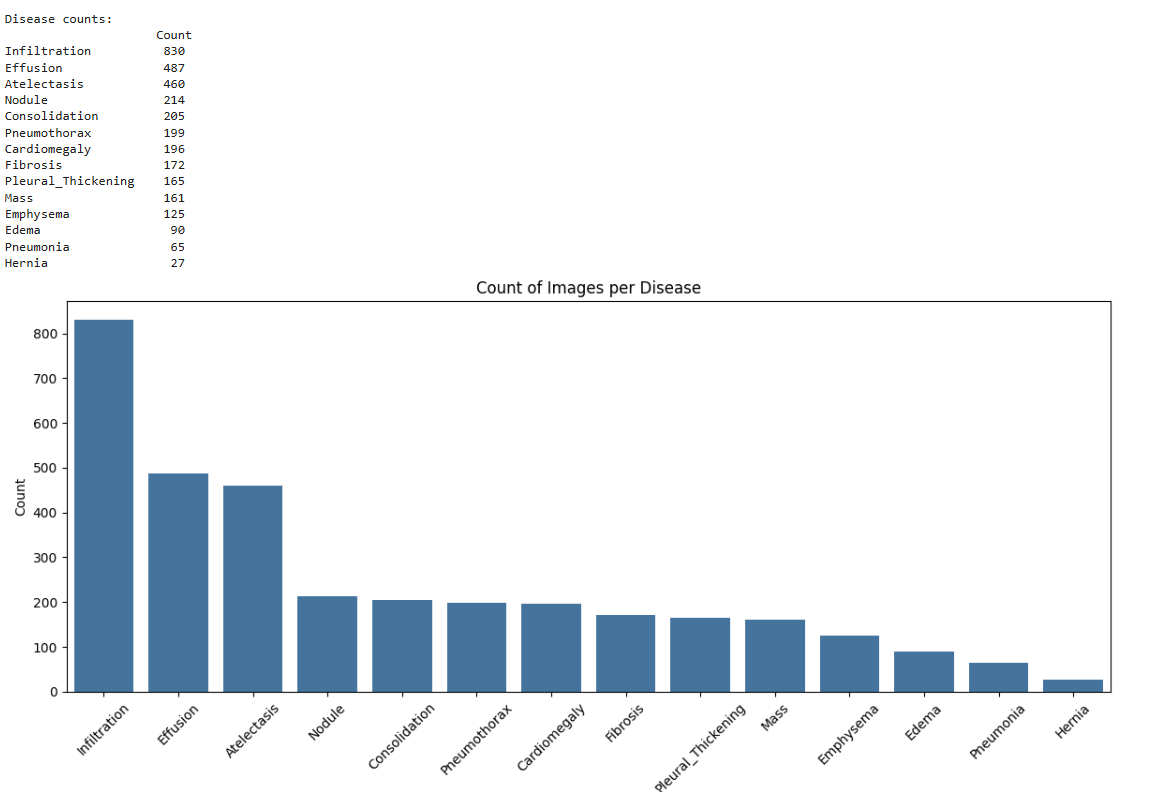 Disease counts:
Count
Infiltration 830
Effusion 487
Atelectasis 460
Nodule 214
Consolidation 205
Pneumothorax 199
Cardiomegaly 196
Fibrosis 172
Pleural_Thickening 165
Mass 161
Emphysema 125
Edema 90
Pneumonia 65
Hernia 27
Count of Images per Disease
800
700
600
500
400
300
200
100
0
Count
Infiltration
Effusion
Atelectasis
Nodule
Consolidation
Pneumothorax
Cardiomegaly
Fibrosis
Pleural_Thickening
Mass
Emphysema
Edema
Pneumonia
Hernia